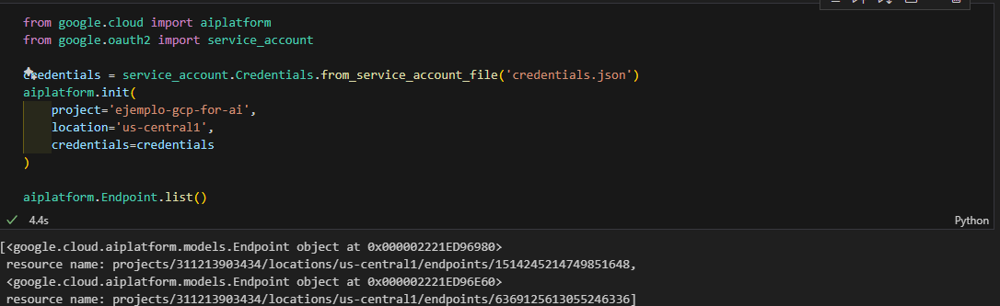 from google.cloud import aiplatform
from google.oauth2 import service_account
credentials = service_account.Credentials.from_service_account_file('credentials.json')
aiplatform.init(
project='ejemplo-gcp-for-ai',
location='us-central1',
credentials=credentials
)
aiplatform.Endpoint.list()
4.4s
Python
[<google.cloud.aiplatform.models.Endpoint object at 0x000002221ED96980>
resource name: projects/311213903434/locations/us-central1/endpoints/1514245214749851648,
<google.cloud.aiplatform.models.Endpoint object at 0x000002221ED96E60>
resource name: projects/311213903434/locations/us-central1/endpoints/6369125613055246336]